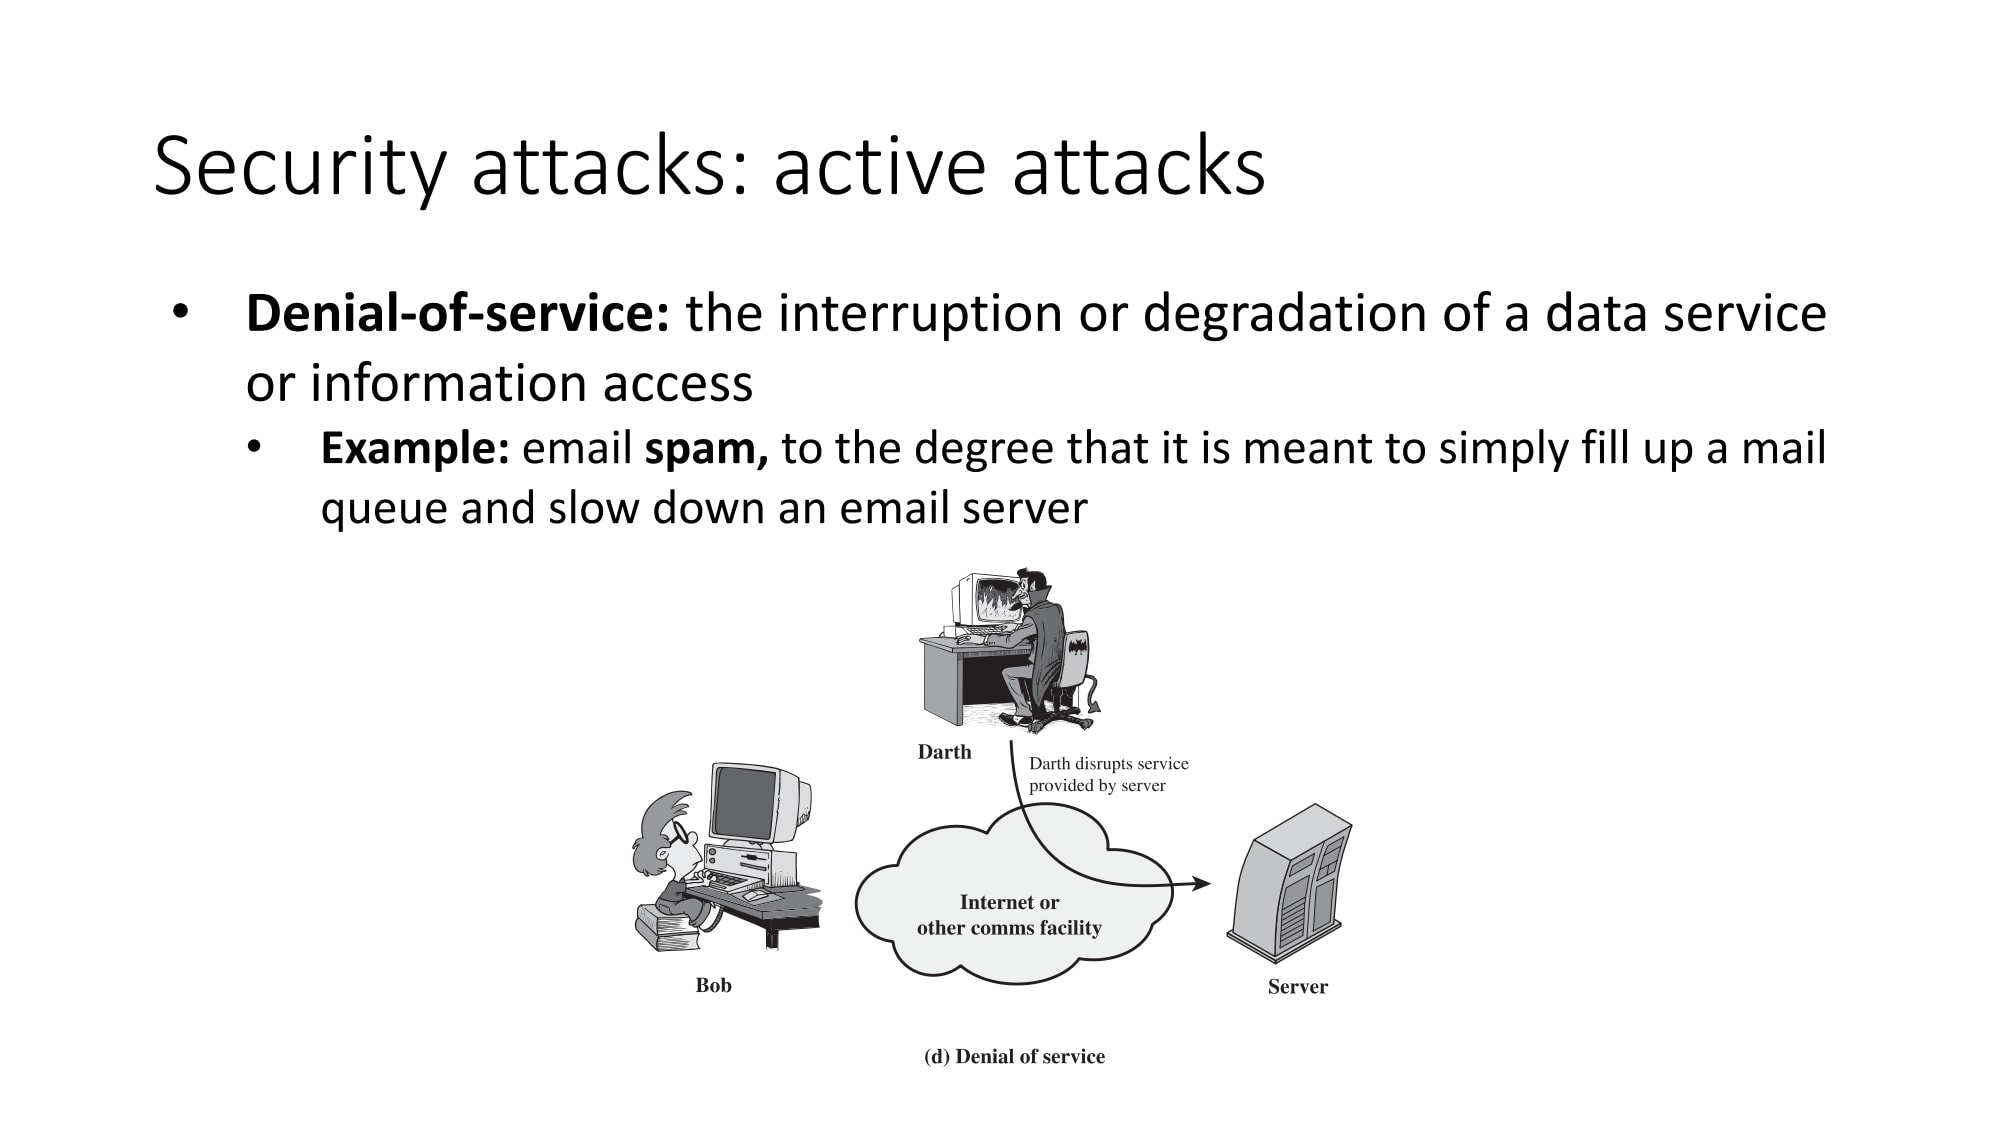 Security attacks: active attacks
• Denial-of-service: the interruption or degradation of a data service
or information access
• Example: email spam, to the degree that it is meant to simply fill up a mail
queue and slow down an email server
Darth
Darth disrupts service
provided by server
Internet or
other comms facility
Bob
Server
(d) Denial of service